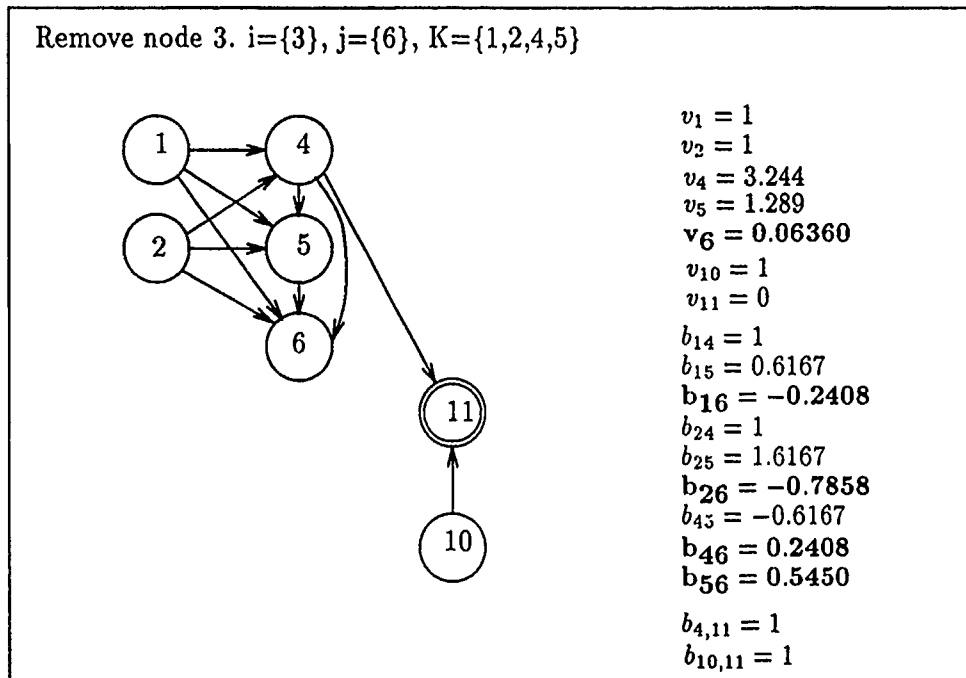 Remove node 3. i={3}, j={6}, K={1,2,4,5}
1
4
2
5
6
11
10
v₁ = 1
v₂ = 1
v₄ = 3.244
v₅ = 1.289
v₆ = 0.06360
v₁₀ = 1
v₁₁ = 0
b₁₄ = 1
b₁₅ = 0.6167
b₁₆ = −0.2408
b₂₄ = 1
b₂₅ = 1.6167
b₂₆ = −0.7858
b₄₅ = −0.6167
b₄₆ = 0.2408
b₅₆ = 0.5450
b₄,₁₁ = 1
b₁₀,₁₁ = 1